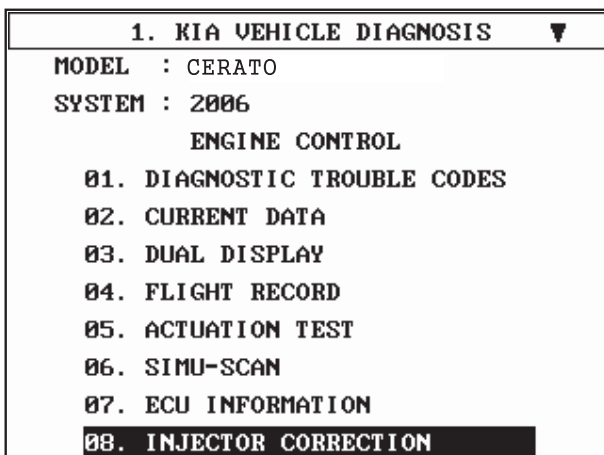 1. KIA VEHICLE DIAGNOSIS ▼
MODEL : CERATO
SYSTEM : 2006
ENGINE CONTROL
01. DIAGNOSTIC TROUBLE CODES
02. CURRENT DATA
03. DUAL DISPLAY
04. FLIGHT RECORD
05. ACTUATION TEST
06. SIMU-SCAN
07. ECU INFORMATION
08. INJECTOR CORRECTION